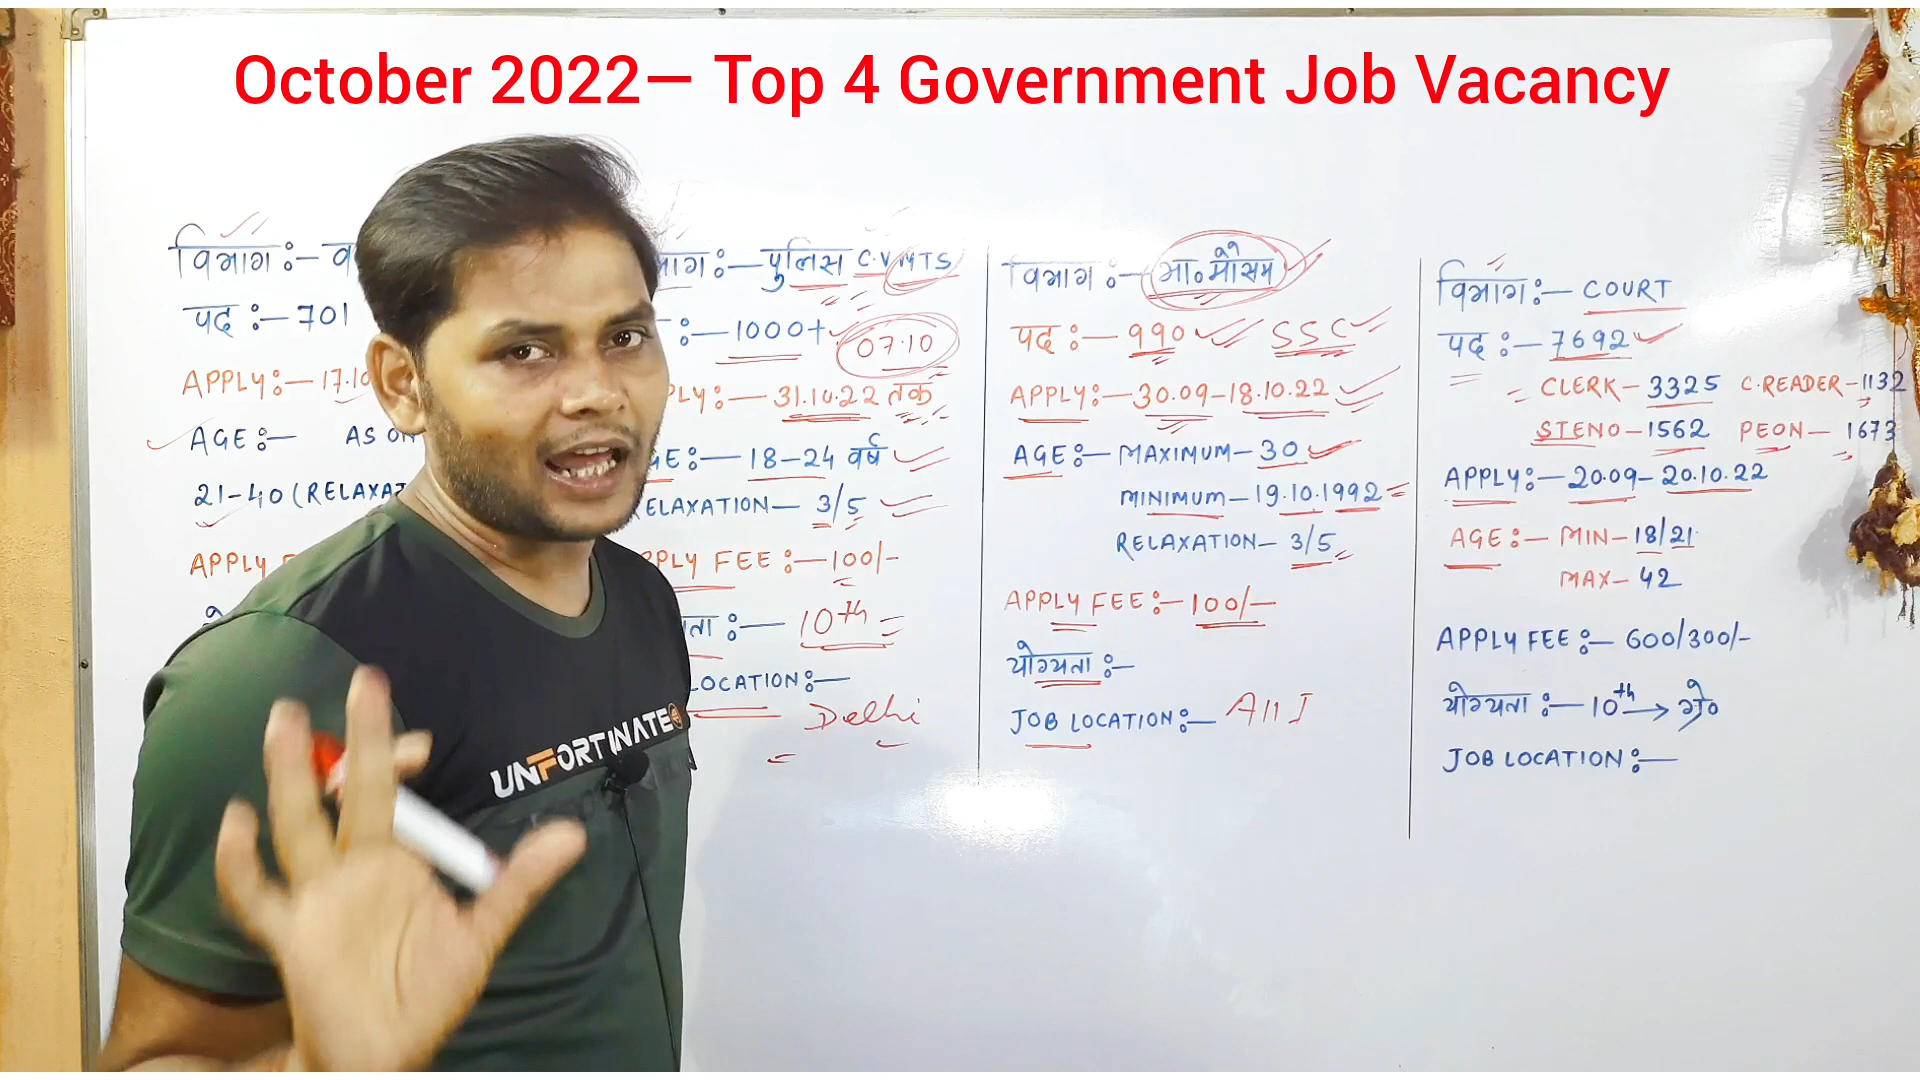 October 2022— Top 4 Government Job Vacancy
विभाग :— व
पद :— 701
APPLY :— 17.10
AGE :— AS ON
21-40 (RELAXAT
APPLY F
भाग :— पुलिस C.V MTS
:— 1000+
07.10
PLY :— 31.10.22 तक
GE :— 18-24 वर्ष
ELAXATION— 3/5
PPLY FEE :— 100/-
ता :— 10th
LOCATION :—
Delhi
विभाग :— भा० मौसम
पद :— 990 SSC
APPLY :— 30.09-18.10.22
AGE :— MAXIMUM— 30
MINIMUM— 19.10.1992
RELAXATION— 3/5
APPLY FEE :— 100/—
योग्यता :—
JOB LOCATION :— All I
विभाग :— COURT
पद :— 7692
CLERK— 3325 C.READER—1132
STENO—1562 PEON— 1673
APPLY :— 20.09- 20.10.22
AGE :— MIN— 18/21
MAX— 42
APPLY FEE :— 600/300/-
योग्यता :— 10th → ग्रे०
JOB LOCATION :—
UNFORTUNATE